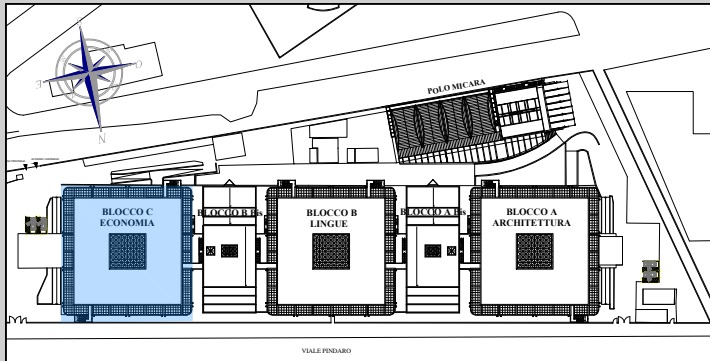 POLO MICARA
BLOCCO C
ECONOMIA
BLOCCO B Bis
BLOCCO B
LINGUE
BLOCCO A Bis
BLOCCO A
ARCHITETTURA
VIALE PINDARO
E
O
N